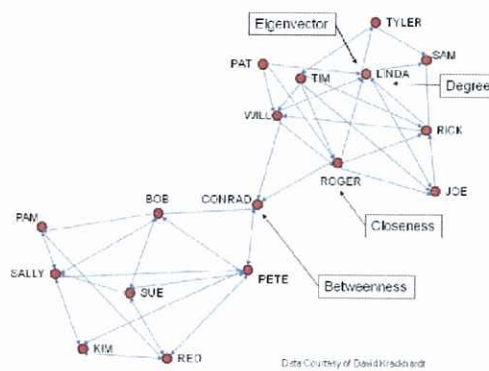 TYLER
Eigenvector
SAM
PAT
TIM
LINDA
Degree
WILL
RICK
ROGER
JOE
BOB
CONRAD
PAM
Closeness
SALLY
PETE
SUE
Betweenness
KIM
RED
Data Courtesy of David Krackhardt